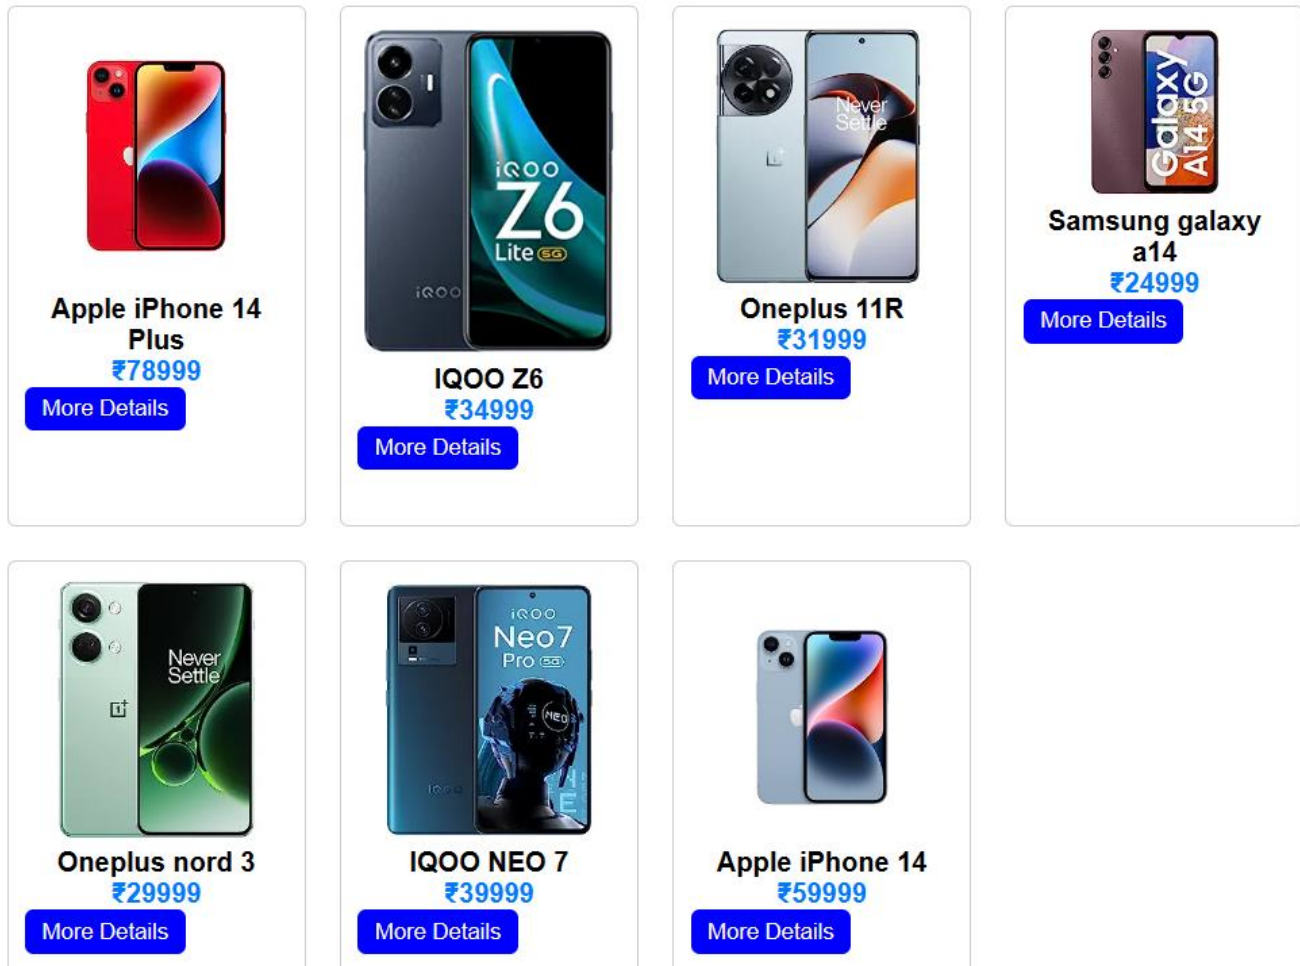 Apple iPhone 14
Plus
₹78999
More Details
iQOO
Z6
Lite 5G
iQOO
IQOO Z6
₹34999
More Details
Never
Settle
Oneplus 11R
₹31999
More Details
Galaxy
A14 5G
Samsung galaxy
a14
₹24999
More Details
Never
Settle
Oneplus nord 3
₹29999
More Details
iQOO
Neo7
Pro 5G
NEO
iQOO
IQOO NEO 7
₹39999
More Details
Apple iPhone 14
₹59999
More Details